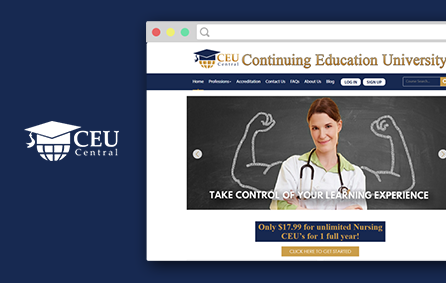 CEU
Central
CEU
Central
Continuing Education University
Home Professions Accreditation Contact Us FAQs About Us Blog LOG IN SIGN UP
TAKE CONTROL OF YOUR LEARNING EXPERIENCE
Only $17.99 for unlimited Nursing
CEU's for 1 full year!
CLICK HERE TO GET STARTED